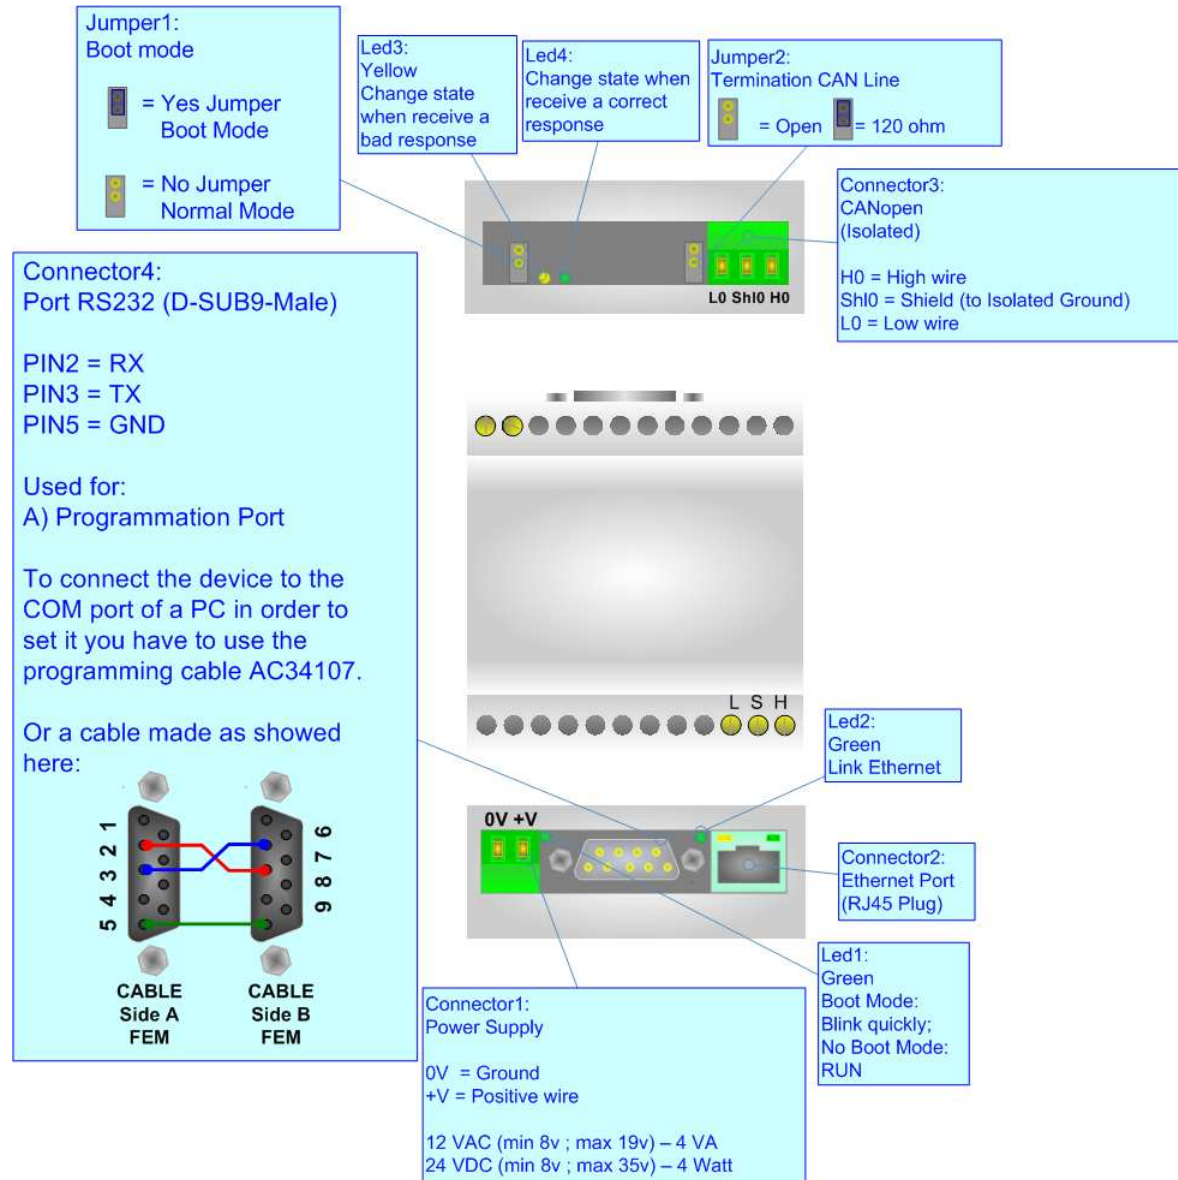 Jumper1:
Boot mode
= Yes Jumper
Boot Mode
= No Jumper
Normal Mode
Led3:
Yellow
Change state
when receive a
bad response
Led4:
Change state when
receive a correct
response
Jumper2:
Termination CAN Line
= Open = 120 ohm
Connector3:
CANopen
(Isolated)
H0 = High wire
Shl0 = Shield (to Isolated Ground)
L0 = Low wire
L0 Shl0 H0
Connector4:
Port RS232 (D-SUB9-Male)
PIN2 = RX
PIN3 = TX
PIN5 = GND
Used for:
A) Programmation Port
To connect the device to the
COM port of a PC in order to
set it you have to use the
programming cable AC34107.
Or a cable made as showed
here:
1
2
3
4
5
6
7
8
9
CABLE
Side A
FEM
CABLE
Side B
FEM
L S H
Led2:
Green
Link Ethernet
0V +V
Connector2:
Ethernet Port
(RJ45 Plug)
Led1:
Green
Boot Mode:
Blink quickly;
No Boot Mode:
RUN
Connector1:
Power Supply
0V = Ground
+V = Positive wire
12 VAC (min 8v ; max 19v) – 4 VA
24 VDC (min 8v ; max 35v) – 4 Watt